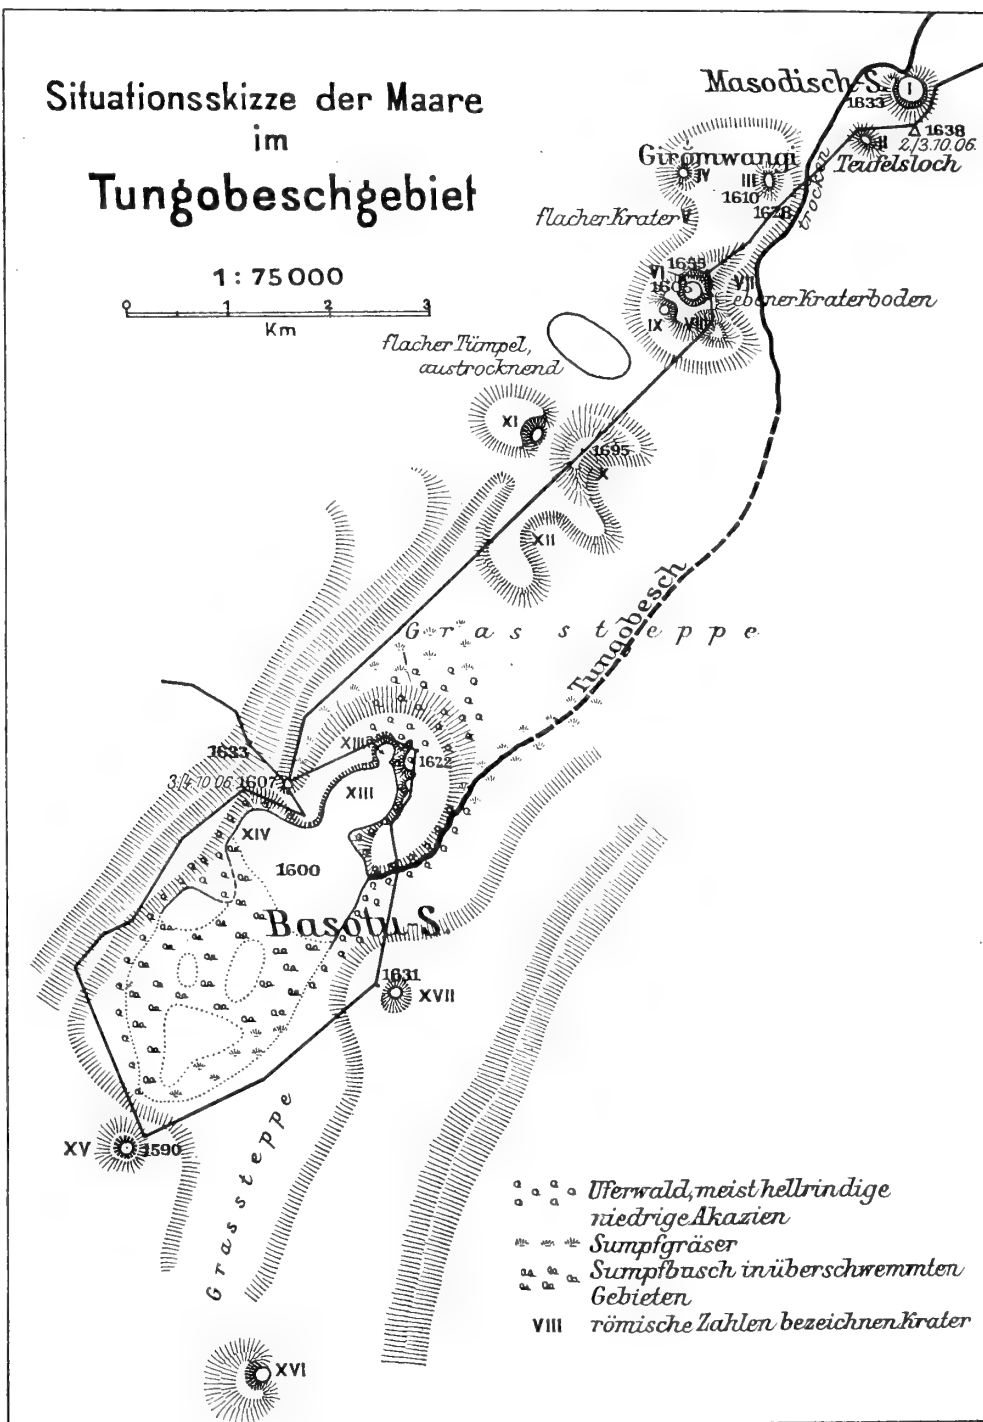 Situationsskizze der Maare
im
Tungobeschgebiet
1 : 75000
0 1 2 3
Km
Masodisch-S.
I
1633
II
1638
2./3.10.06.
Teufelsloch
Girómwangi
IV
III
1610
1628
trocken
flacher Krater
V
VI
1655
1605
VII
ebener Kraterboden
IX
VIII
flacher Tümpel,
austrocknend
XI
1695
X
XII
Grassteppe
Tungobesch
1633
XIII
1622
3./4.10.06.
1607
XIII
XIV
1600
Basotu-S.
1631
XVII
XV
1590
Grassteppe
XVI
Uferwald, meist hellrindige
niedrige Akazien
Sumpfgräser
Sumpfbusch in überschwemmten
Gebieten
VIII römische Zahlen bezeichnen Krater